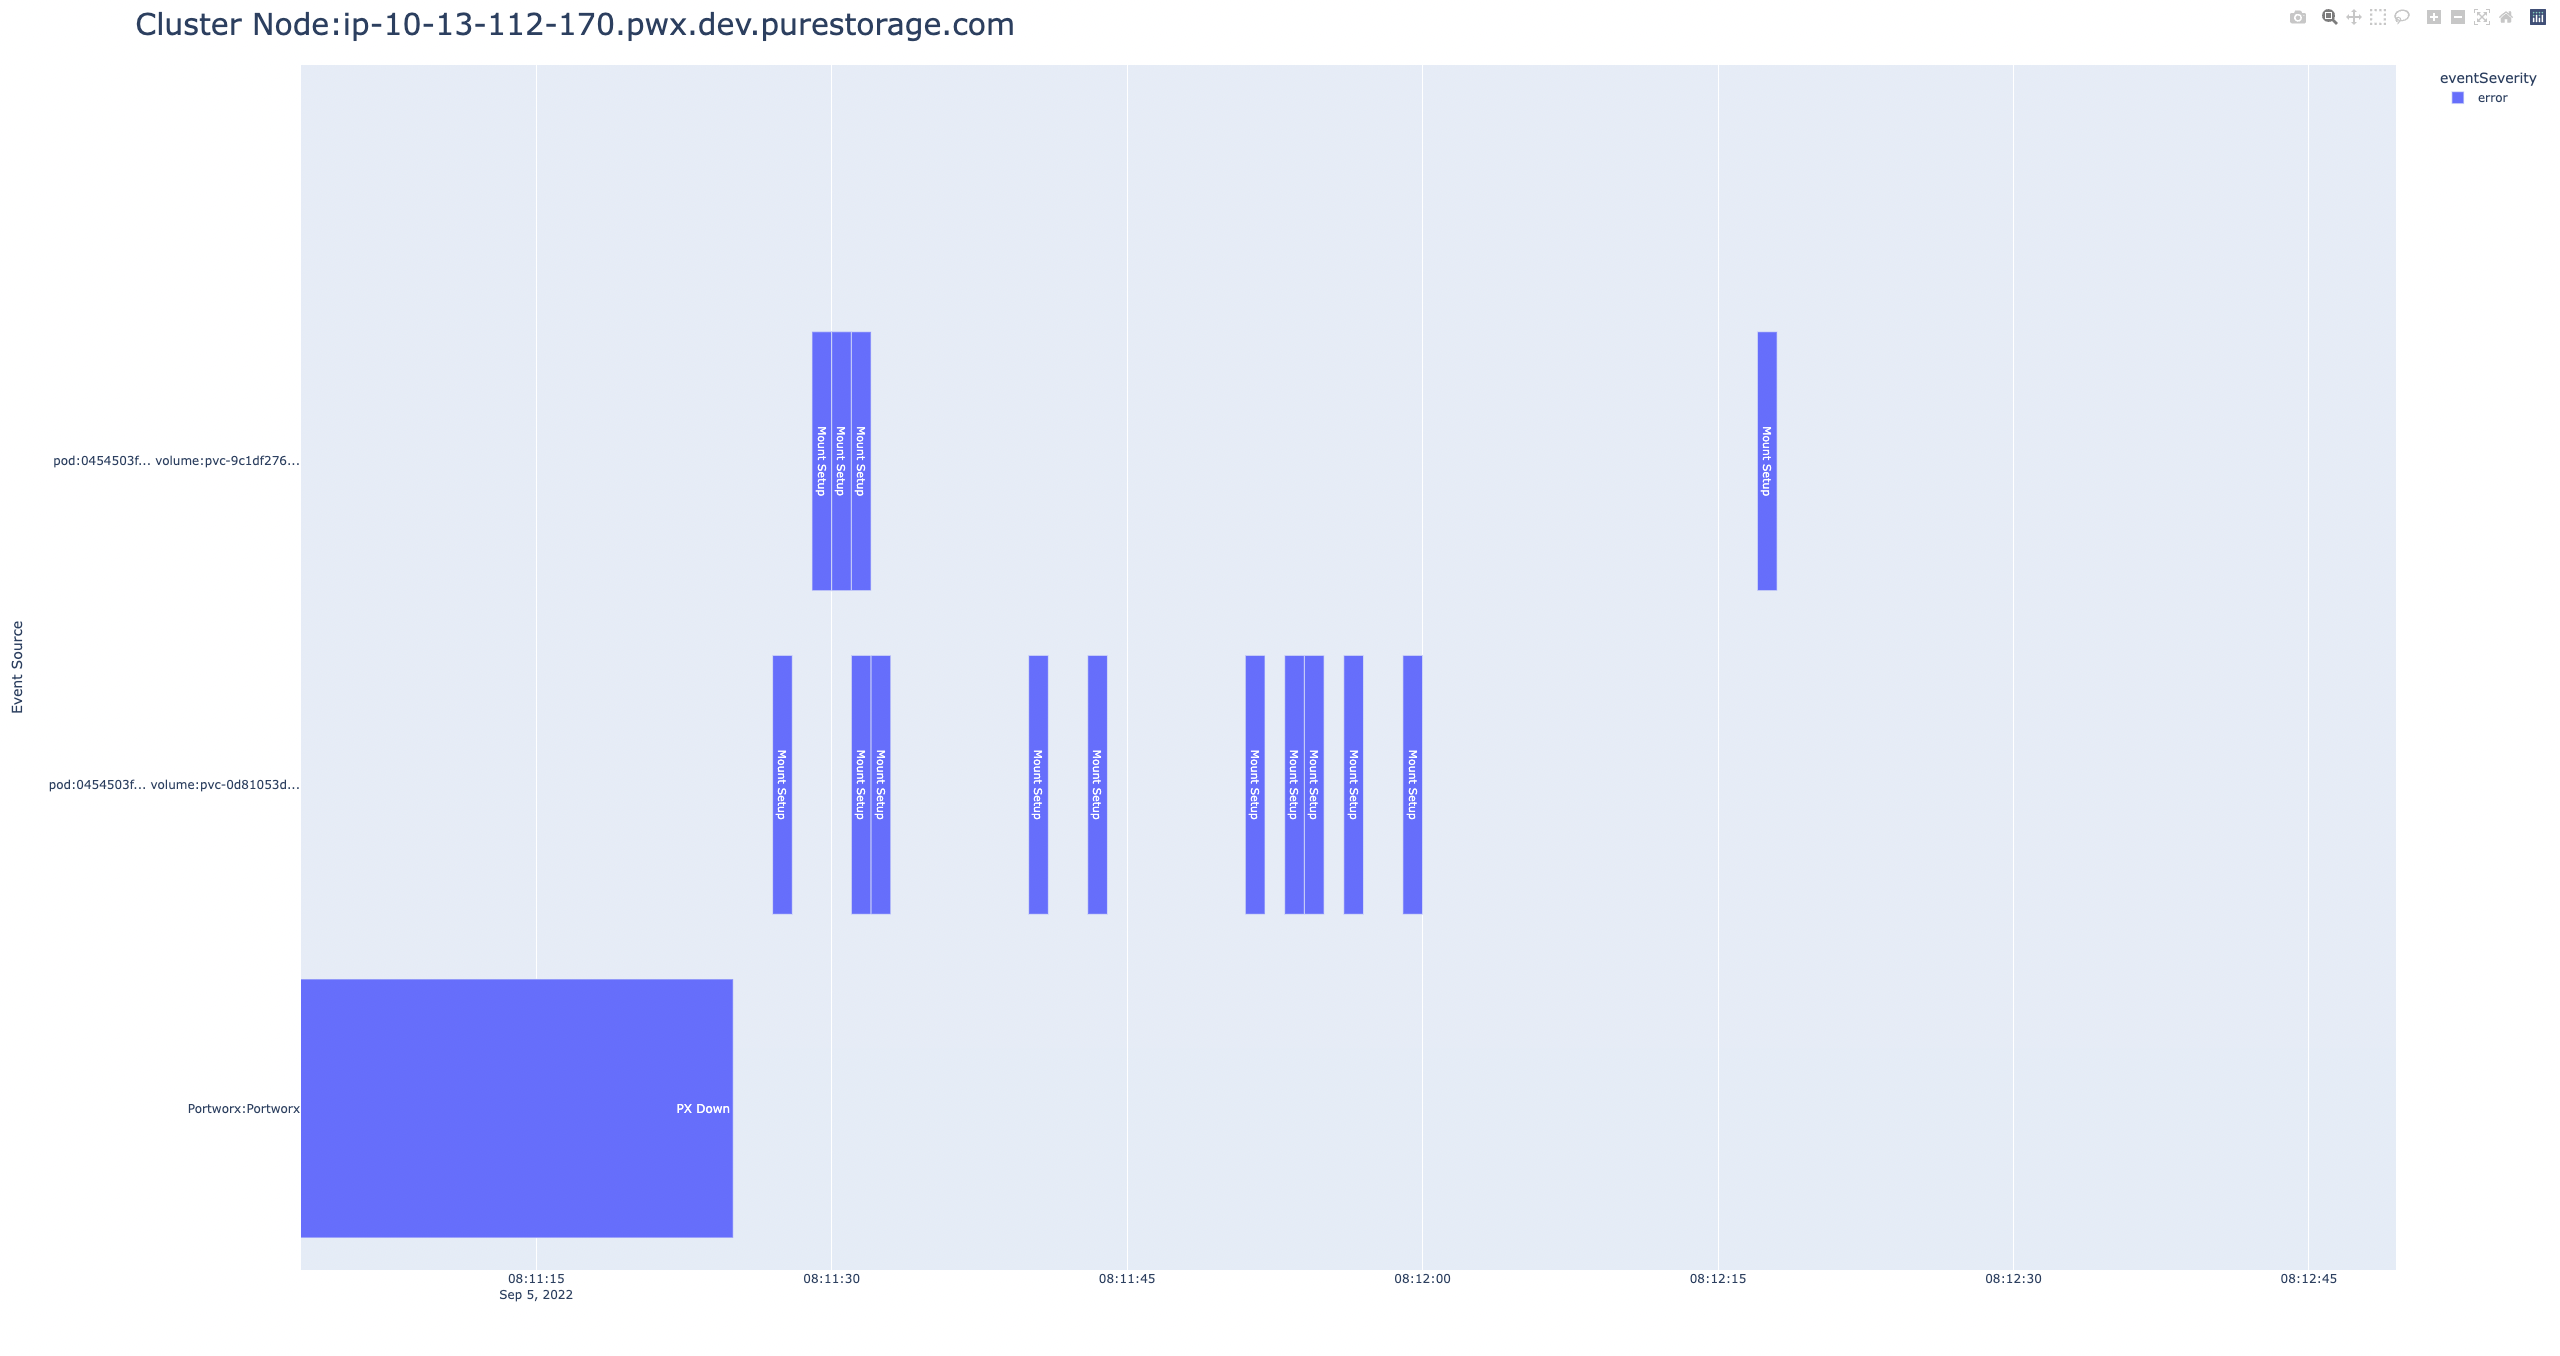 Cluster Node:ip-10-13-112-170.pwx.dev.purestorage.com
eventSeverity
error
Event Source
pod:0454503f... volume:pvc-9c1df276...
Mount Setup
Mount Setup
Mount Setup
Mount Setup
pod:0454503f... volume:pvc-0d81053d...
Mount Setup
Mount Setup
Mount Setup
Mount Setup
Mount Setup
Mount Setup
Mount Setup
Mount Setup
Mount Setup
Mount Setup
Portworx:Portworx
PX Down
08:11:15
Sep 5, 2022
08:11:30
08:11:45
08:12:00
08:12:15
08:12:30
08:12:45